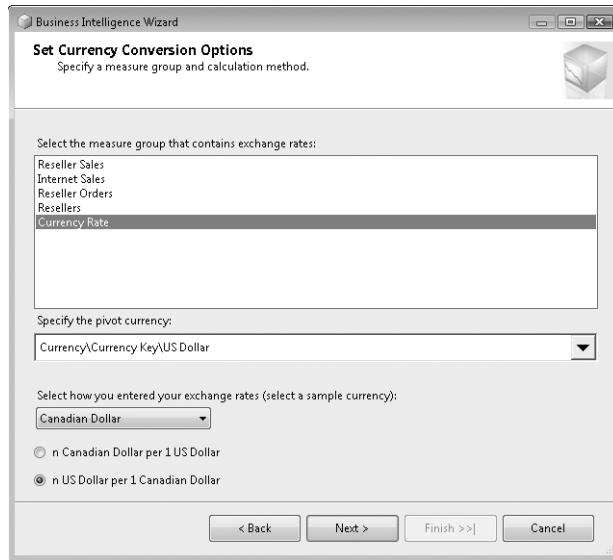 Business Intelligence Wizard
Set Currency Conversion Options
Specify a measure group and calculation method.
Select the measure group that contains exchange rates:
Reseller Sales
Internet Sales
Reseller Orders
Resellers
Currency Rate
Specify the pivot currency:
Currency\Currency Key\US Dollar
Select how you entered your exchange rates (select a sample currency):
Canadian Dollar
n Canadian Dollar per 1 US Dollar
n US Dollar per 1 Canadian Dollar
< Back Next > Finish >>| Cancel